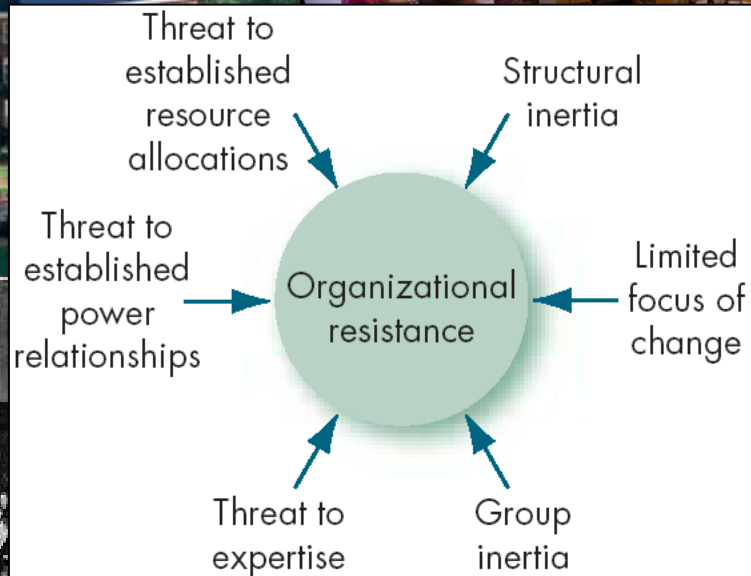 Threat to
established
resource
allocations
Structural
inertia
Threat to
established
power
relationships
Organizational
resistance
Limited
focus of
change
Threat to
expertise
Group
inertia